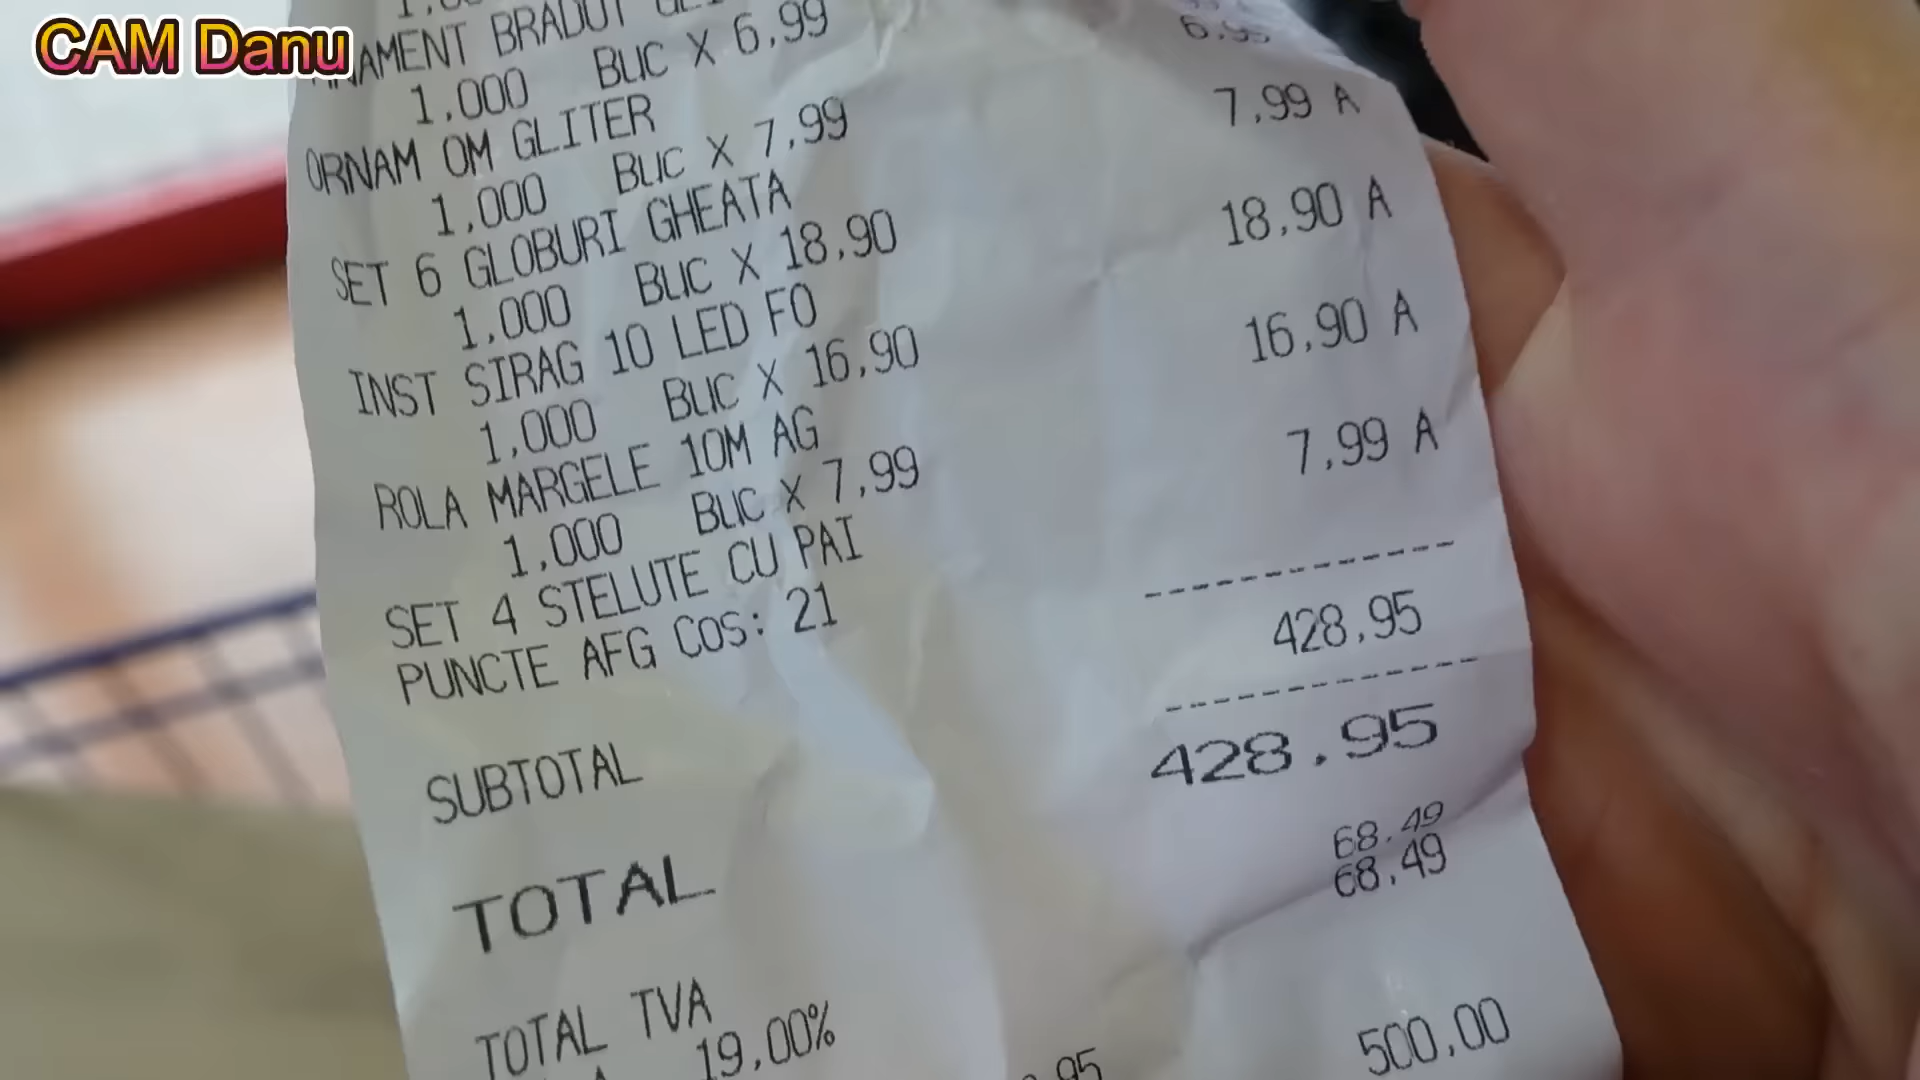 CAM Danu
NAMENT BRADUT
1,000 BUC X 6,99 6,99
ORNAM OM GLITER
1,000 BUC X 7,99 7,99 A
SET 6 GLOBURI GHEATA
1,000 BUC X 18,90 18,90 A
INST SIRAG 10 LED FO
1,000 BUC X 16,90 16,90 A
ROLA MARGELE 10M AG
1,000 BUC X 7,99 7,99 A
SET 4 STELUTE CU PAI
PUNCTE AFG COS: 21
SUBTOTAL 428,95
TOTAL 428.95
TOTAL TVA 68.49
19,00% 68,49
500,00